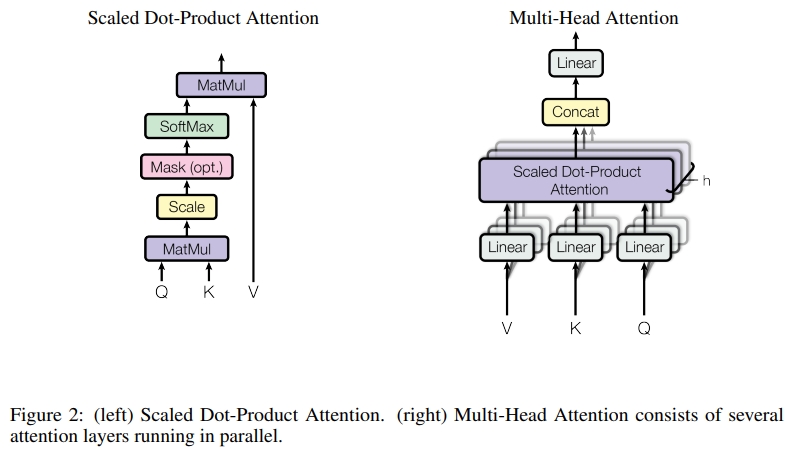 Scaled Dot-Product Attention
MatMul
SoftMax
Mask (opt.)
Scale
MatMul
Q K V
Multi-Head Attention
Linear
Concat
Scaled Dot-Product
Attention
h
Linear Linear Linear
V K Q
Figure 2: (left) Scaled Dot-Product Attention. (right) Multi-Head Attention consists of several
attention layers running in parallel.